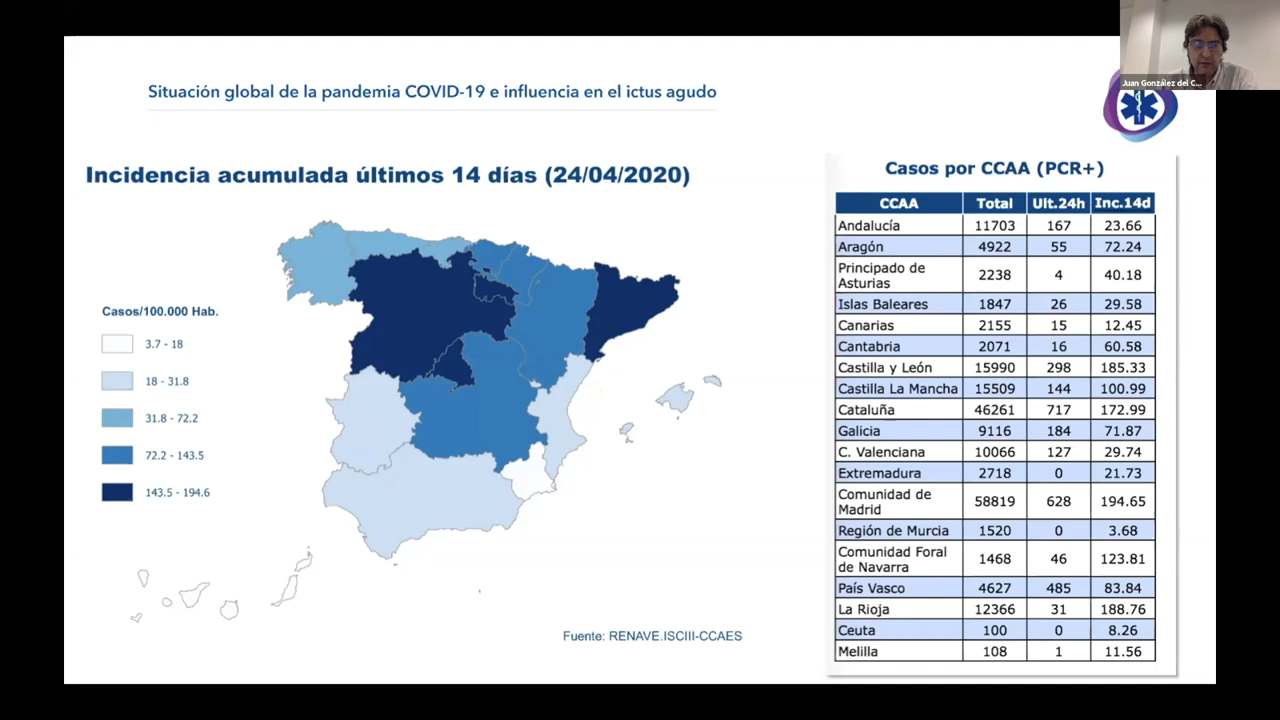 Juan González del C...
Situación global de la pandemia COVID-19 e influencia en el ictus agudo
Incidencia acumulada últimos 14 días (24/04/2020)
Casos/100.000 Hab.
3.7 - 18
18 - 31.8
31.8 - 72.2
72.2 - 143.5
143.5 - 194.6
Fuente: RENAVE.ISCIII-CCAES
Casos por CCAA (PCR+)
CCAA Total Ult.24h Inc.14d
Andalucía 11703 167 23.66
Aragón 4922 55 72.24
Principado de
Asturias 2238 4 40.18
Islas Baleares 1847 26 29.58
Canarias 2155 15 12.45
Cantabria 2071 16 60.58
Castilla y León 15990 298 185.33
Castilla La Mancha 15509 144 100.99
Cataluña 46261 717 172.99
Galicia 9116 184 71.87
C. Valenciana 10066 127 29.74
Extremadura 2718 0 21.73
Comunidad de
Madrid 58819 628 194.65
Región de Murcia 1520 0 3.68
Comunidad Foral
de Navarra 1468 46 123.81
País Vasco 4627 485 83.84
La Rioja 12366 31 188.76
Ceuta 100 0 8.26
Melilla 108 1 11.56